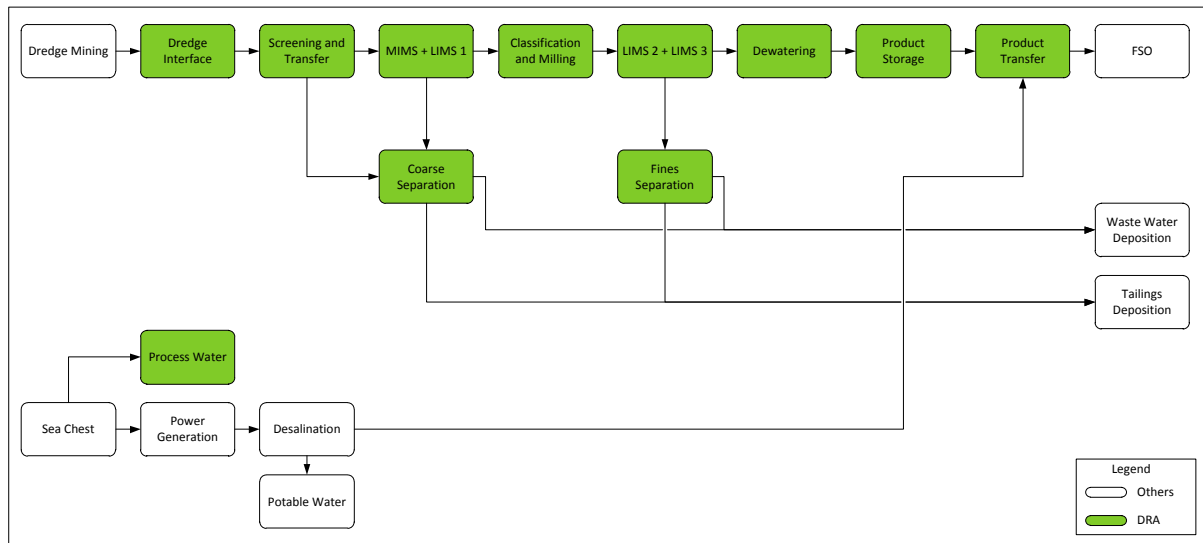 Dredge Mining
Dredge
Interface
Screening and
Transfer
MIMS + LIMS 1
Classification
and Milling
LIMS 2 + LIMS 3
Dewatering
Product
Storage
Product
Transfer
FSO
Coarse
Separation
Fines
Separation
Waste Water
Deposition
Tailings
Deposition
Process Water
Sea Chest
Power
Generation
Desalination
Potable Water
Legend
Others
DRA